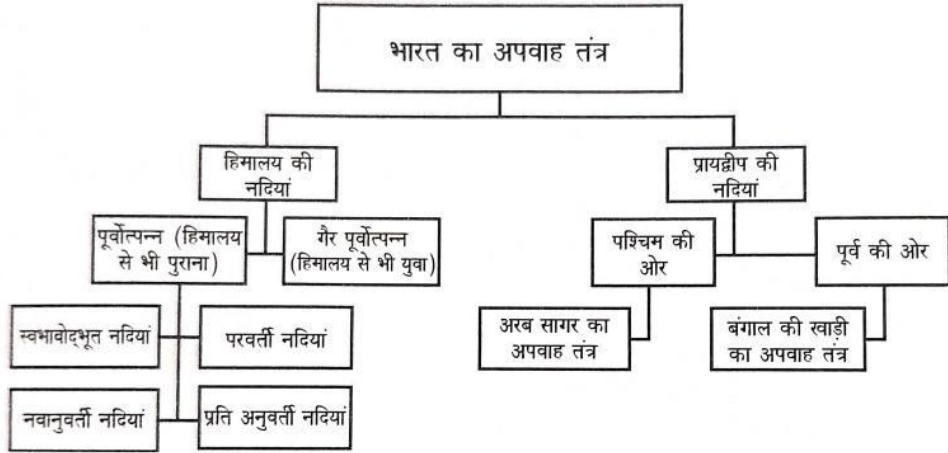 भारत का अपवाह तंत्र
हिमालय की
नदियां
प्रायद्वीप की
नदियां
पूर्वोत्पन्न (हिमालय
से भी पुराना)
गैर पूर्वोत्पन्न
(हिमालय से भी युवा)
पश्चिम की
ओर
पूर्व की ओर
स्वभावोद्भूत नदियां
परवर्ती नदियां
अरब सागर का
अपवाह तंत्र
बंगाल की खाड़ी
का अपवाह तंत्र
नवानुवर्ती नदियां
प्रति अनुवर्ती नदियां